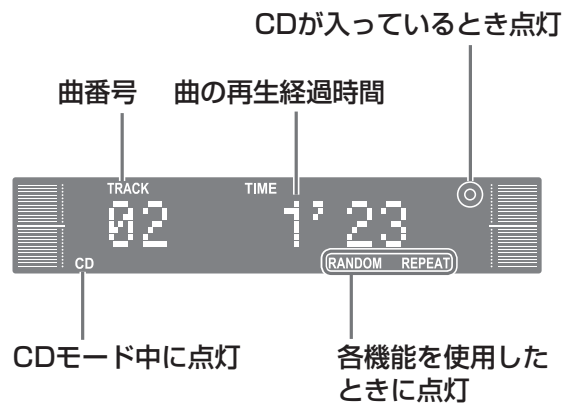 CDが入っているとき点灯
曲番号 曲の再生経過時間
TRACK TIME
02 1’23
CD RANDOM REPEAT
CDモード中に点灯
各機能を使用した
ときに点灯